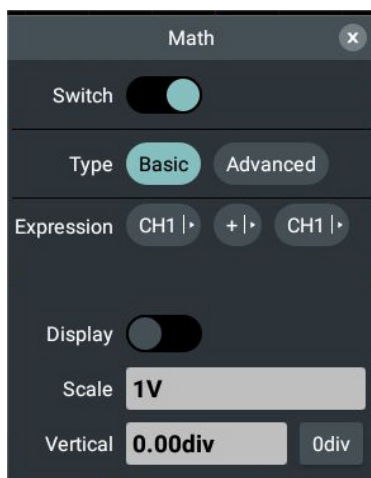 Math
Switch
Type Basic Advanced
Expression CH1 + CH1
Display
Scale 1V
Vertical 0.00div 0div